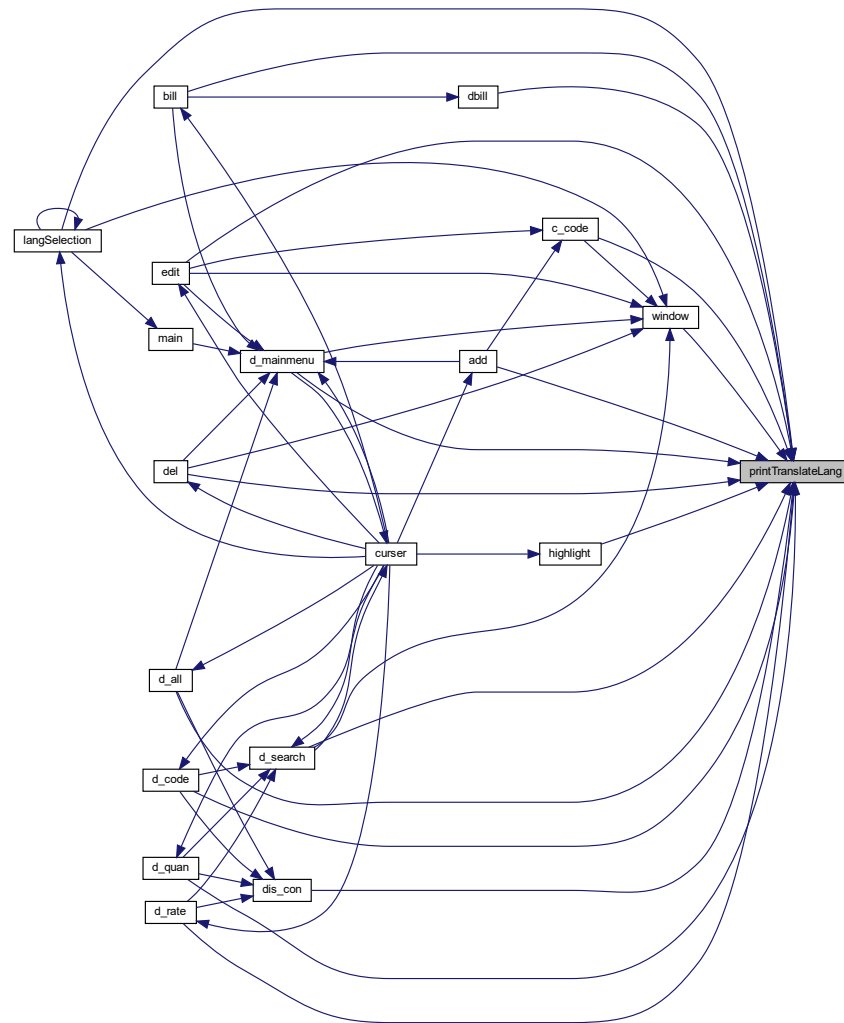 bill
dbill
c_code
langSelection
edit
window
main
d_mainmenu
add
del
printTranslateLang
curser
highlight
d_all
d_search
d_code
d_quan
dis_con
d_rate